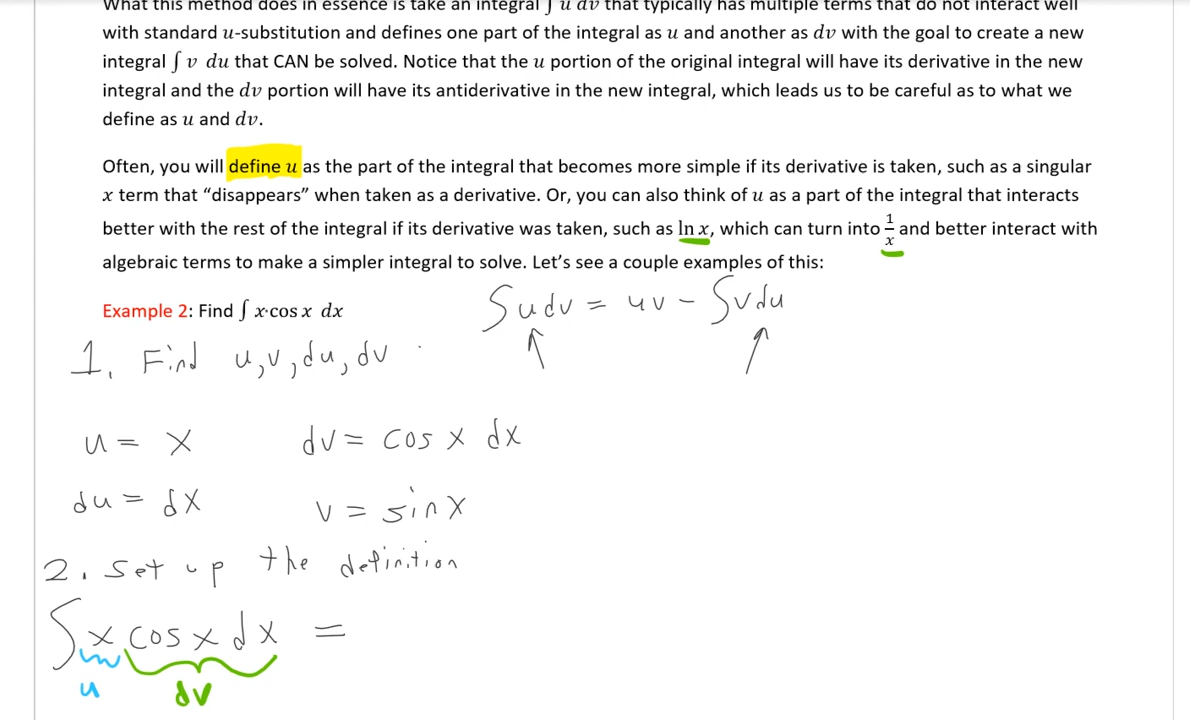 What this method does in essence is take an integral ∫ u dv that typically has multiple terms that do not interact well
with standard u-substitution and defines one part of the integral as u and another as dv with the goal to create a new
integral ∫ v du that CAN be solved. Notice that the u portion of the original integral will have its derivative in the new
integral and the dv portion will have its antiderivative in the new integral, which leads us to be careful as to what we
define as u and dv.
Often, you will define u as the part of the integral that becomes more simple if its derivative is taken, such as a singular
x term that “disappears” when taken as a derivative. Or, you can also think of u as a part of the integral that interacts
better with the rest of the integral if its derivative was taken, such as ln x, which can turn into 1/x and better interact with
algebraic terms to make a simpler integral to solve. Let’s see a couple examples of this:
Example 2: Find ∫ x·cos x dx
∫udv = uv - ∫vdu
1. Find u,v,du,dv
u = x dv = cos x dx
du = dx v = sin x
2. Set up the definition
∫ x cos x dx =
u dv